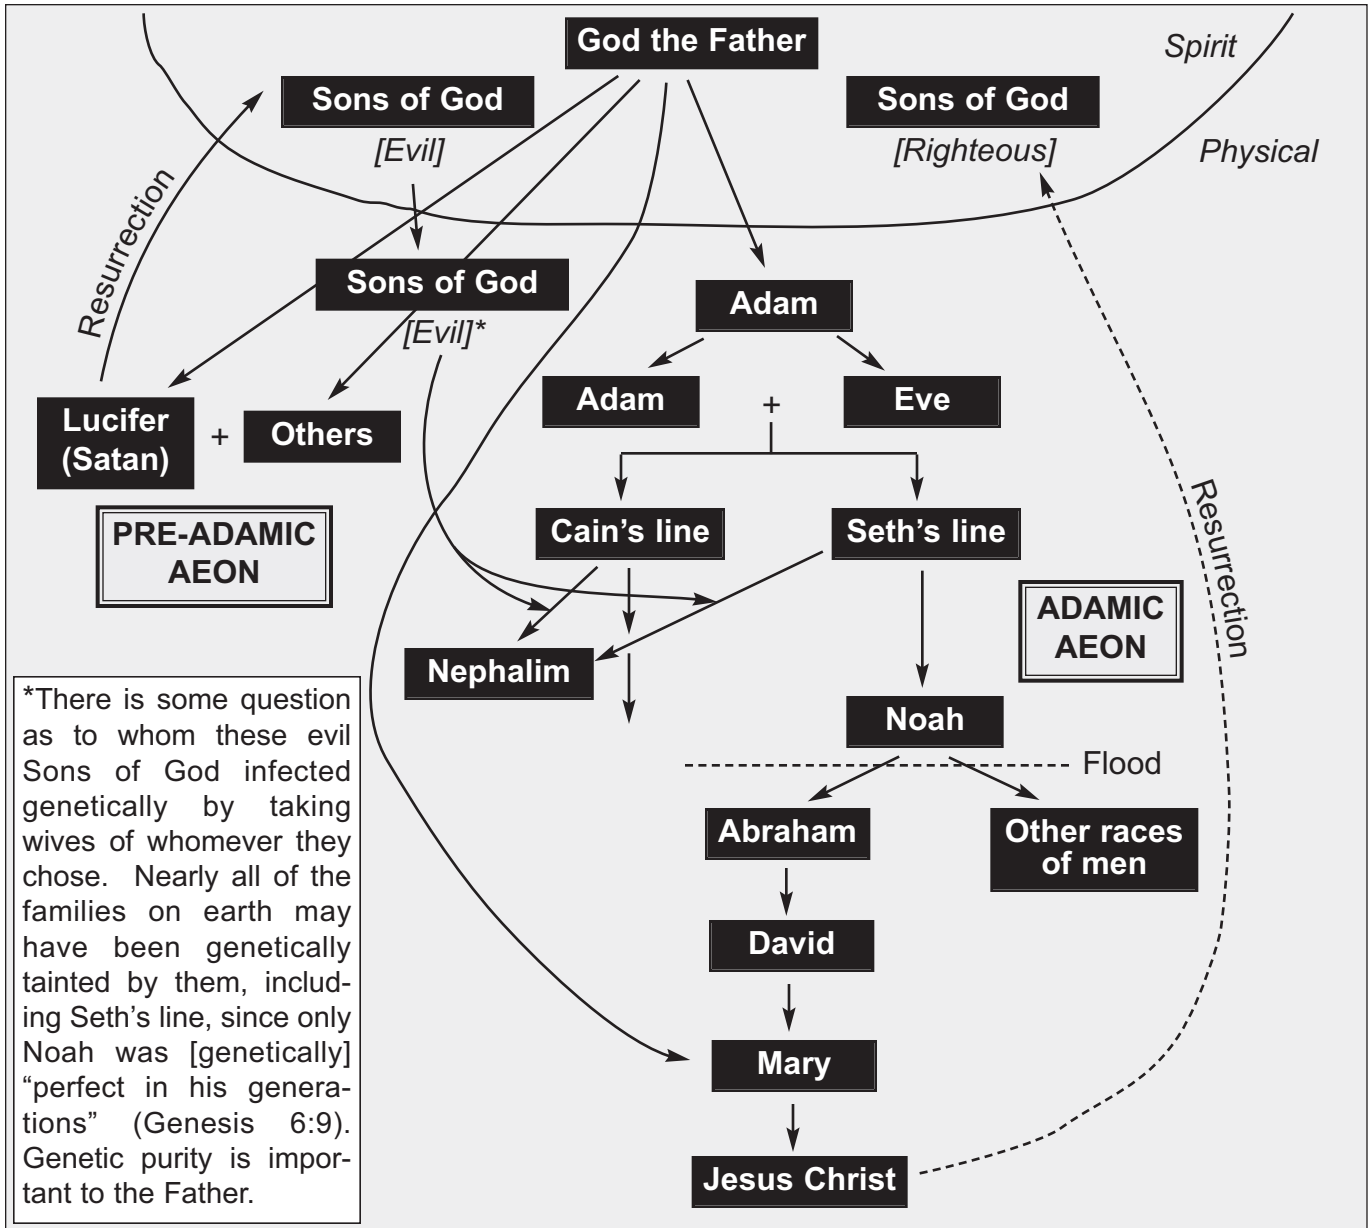 God the Father
Spirit
Sons of God
Sons of God
[Evil]
[Righteous]
Physical
Resurrection
Sons of God
[Evil]*
Adam
Adam
+
Eve
Lucifer
(Satan)
+
Others
PRE-ADAMIC
AEON
Cain’s line
Seth’s line
Resurrection
ADAMIC
AEON
Nephalim
Noah
Flood
Abraham
Other races
of men
David
Mary
Jesus Christ
*There is some question
as to whom these evil
Sons of God infected
genetically by taking
wives of whomever they
chose. Nearly all of the
families on earth may
have been genetically
tainted by them, includ-
ing Seth’s line, since only
Noah was [genetically]
“perfect in his genera-
tions” (Genesis 6:9).
Genetic purity is impor-
tant to the Father.